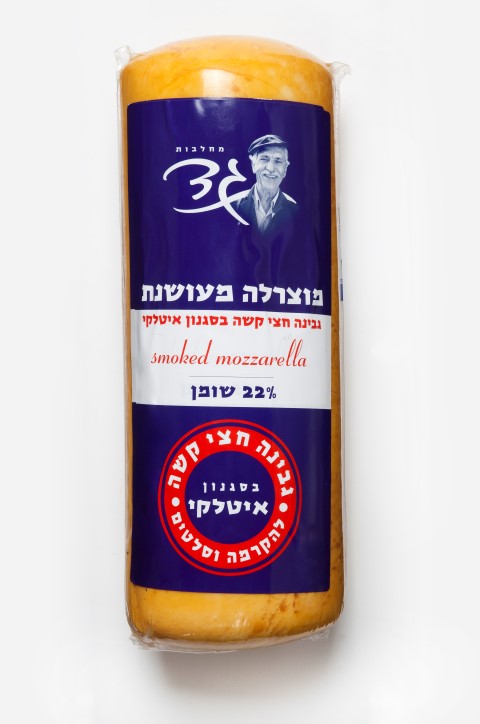 מחלבות
גד
מוצרלה מעושנת
גבינה חצי קשה בסגנון איטלקי
smoked mozzarella
22% שומן
גבינה חצי קשה
בסגנון
איטלקי
להקרמה וסלטים